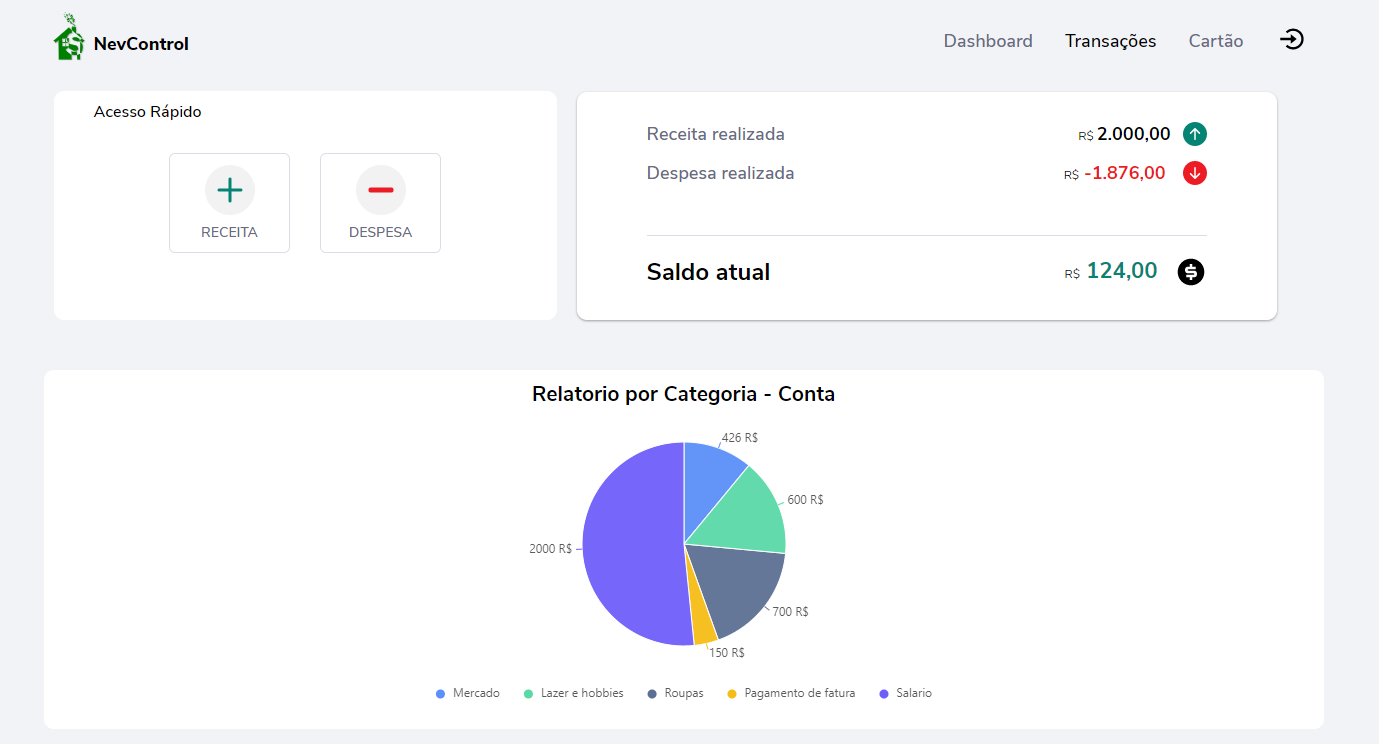 NevControl
Dashboard Transações Cartão
Acesso Rápido
RECEITA DESPESA
Receita realizada R$ 2.000,00
Despesa realizada R$ -1.876,00
Saldo atual R$ 124,00
Relatorio por Categoria - Conta
426 R$
600 R$
2000 R$
700 R$
150 R$
Mercado Lazer e hobbies Roupas Pagamento de fatura Salario